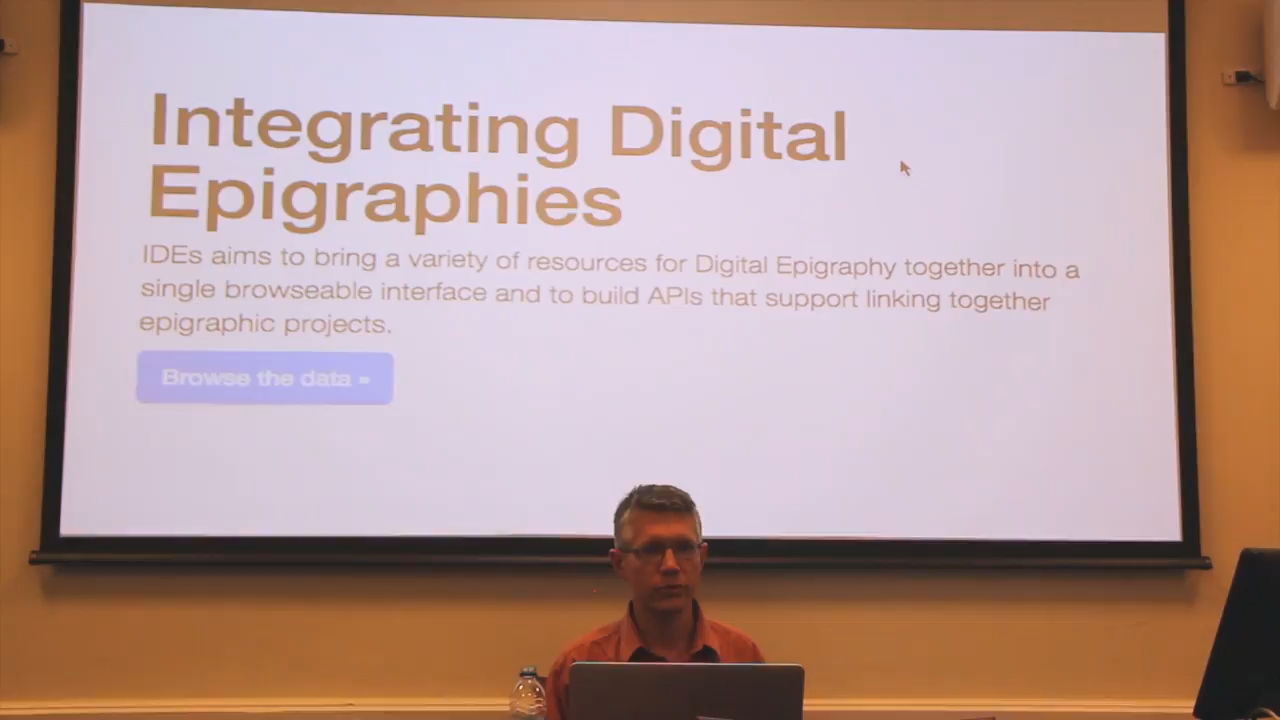 Integrating Digital
Epigraphies
IDEs aims to bring a variety of resources for Digital Epigraphy together into a
single browseable interface and to build APIs that support linking together
epigraphic projects.
Browse the data »